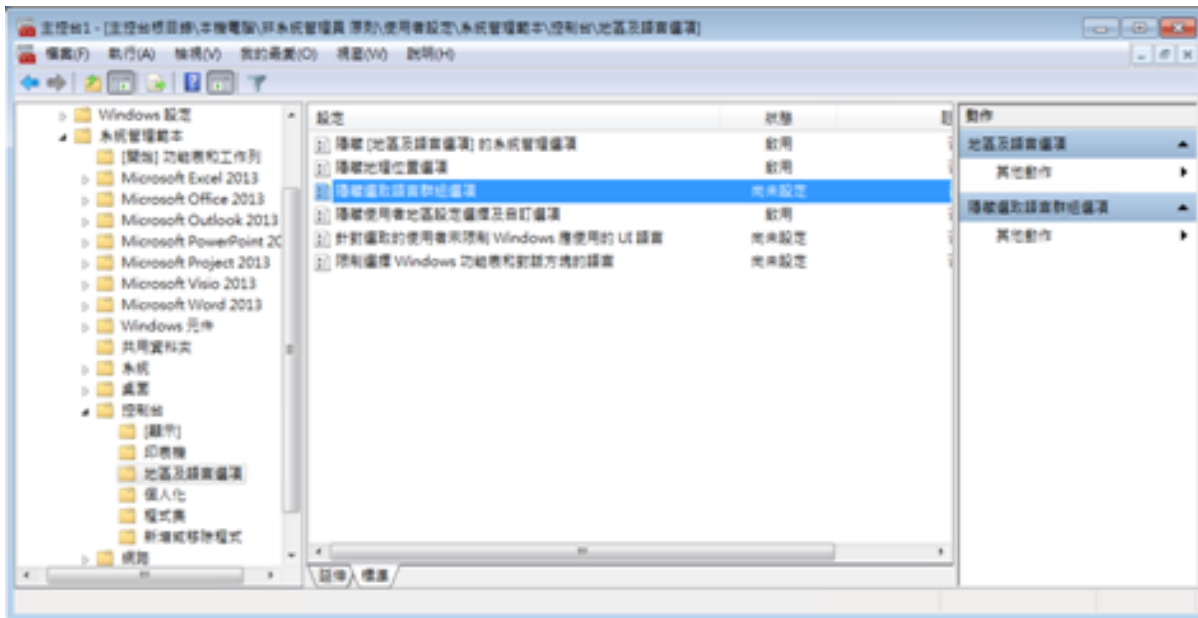 主控台1 - [主控台根目錄\本機電腦\非系統管理員 原則\使用者設定\系統管理範本\控制台\地區及語言選項]
檔案(F) 執行(A) 檢視(V) 我的最愛(O) 視窗(W) 說明(H)
Windows 設定
系統管理範本
[開始] 功能表和工作列
Microsoft Excel 2013
Microsoft Office 2013
Microsoft Outlook 2013
Microsoft PowerPoint 20
Microsoft Project 2013
Microsoft Visio 2013
Microsoft Word 2013
Windows 元件
共用資料夾
系統
桌面
控制台
[顯示]
印表機
地區及語言選項
個人化
程式集
新增或移除程式
網路
設定 狀態
隱藏 [地區及語言選項] 的系統管理選項 啟用
隱藏地理位置選項 啟用
隱藏選取語言群組選項 尚未設定
隱藏使用者地區設定選擇及自訂選項 啟用
針對選取的使用者來限制 Windows 應使用的 UI 語言 尚未設定
限制選擇 Windows 功能表和對話方塊的語言 尚未設定
延伸 標準
動作
地區及語言選項
其他動作
隱藏選取語言群組選項
其他動作